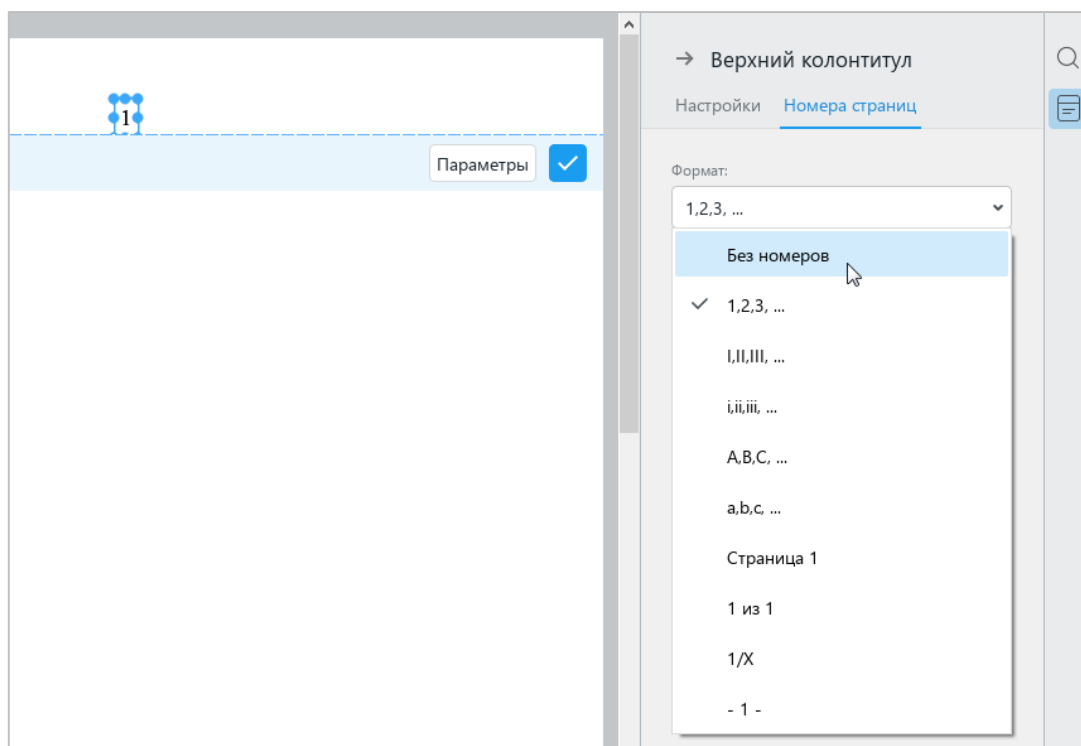 1
Параметры
Верхний колонтитул
Настройки Номера страниц
Формат:
1,2,3, ...
Без номеров
1,2,3, ...
I,II,III, ...
i,ii,iii, ...
A,B,C, ...
a,b,c, ...
Страница 1
1 из 1
1/X
- 1 -